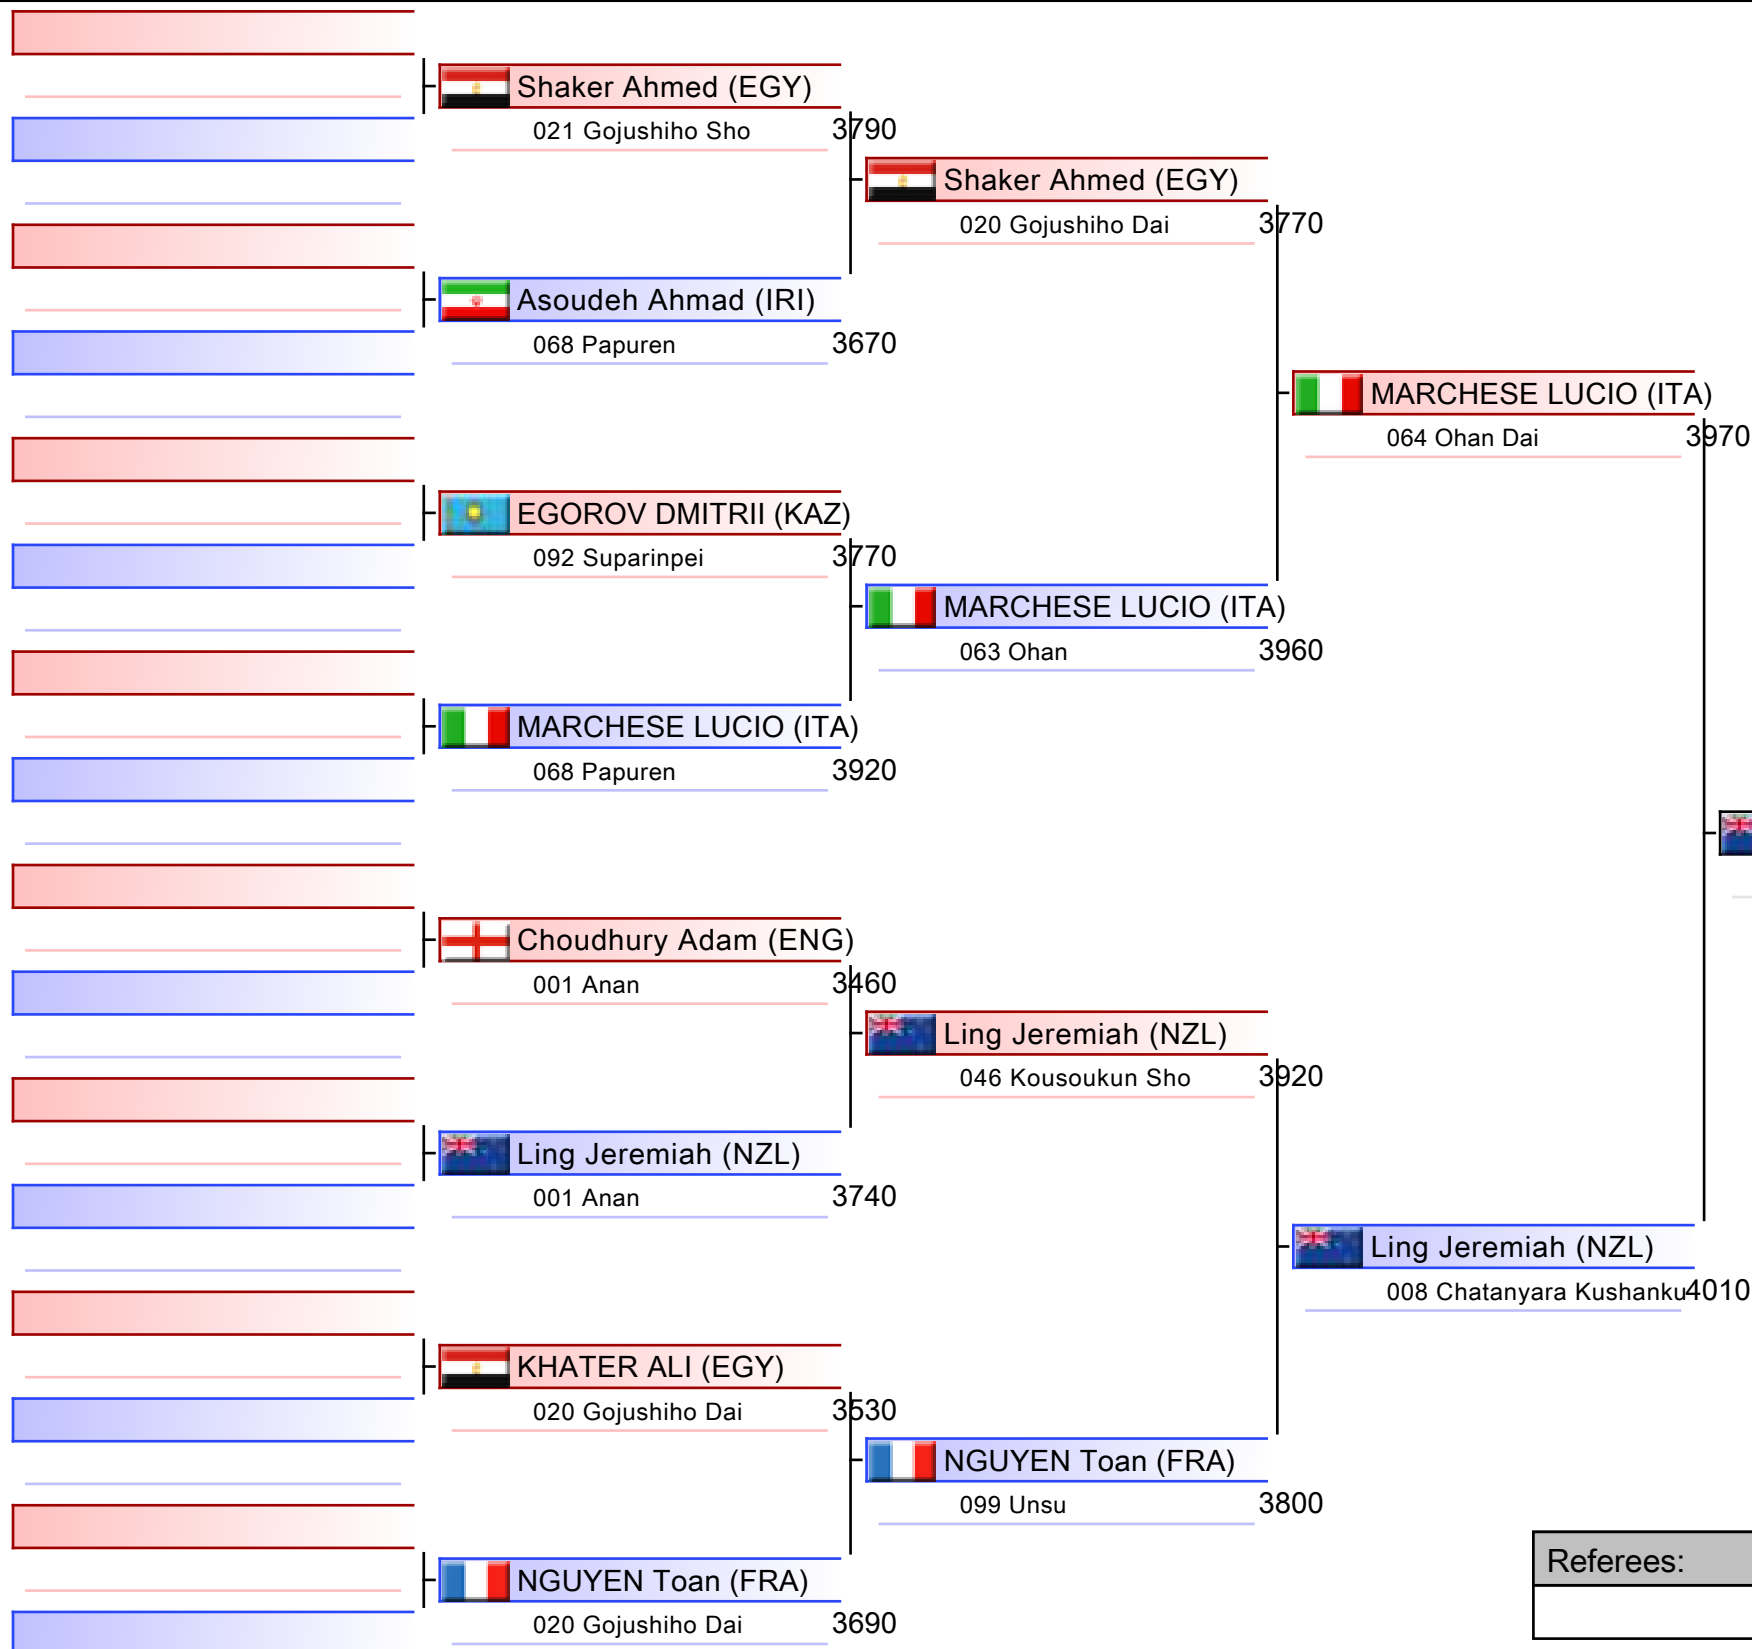 Shaker Ahmed (EGY)
021 Gojushiho Sho 3790
Shaker Ahmed (EGY)
020 Gojushiho Dai 3770
Asoudeh Ahmad (IRI)
068 Papuren 3670
MARCHESE LUCIO (ITA)
064 Ohan Dai 3970
EGOROV DMITRII (KAZ)
092 Suparinpei 3770
MARCHESE LUCIO (ITA)
063 Ohan 3960
MARCHESE LUCIO (ITA)
068 Papuren 3920
Choudhury Adam (ENG)
001 Anan 3460
Ling Jeremiah (NZL)
046 Kousoukun Sho 3920
Ling Jeremiah (NZL)
001 Anan 3740
Ling Jeremiah (NZL)
008 Chatanyara Kushanku 4010
KHATER ALI (EGY)
020 Gojushiho Dai 3530
NGUYEN Toan (FRA)
099 Unsu 3800
NGUYEN Toan (FRA)
020 Gojushiho Dai 3690
Referees: